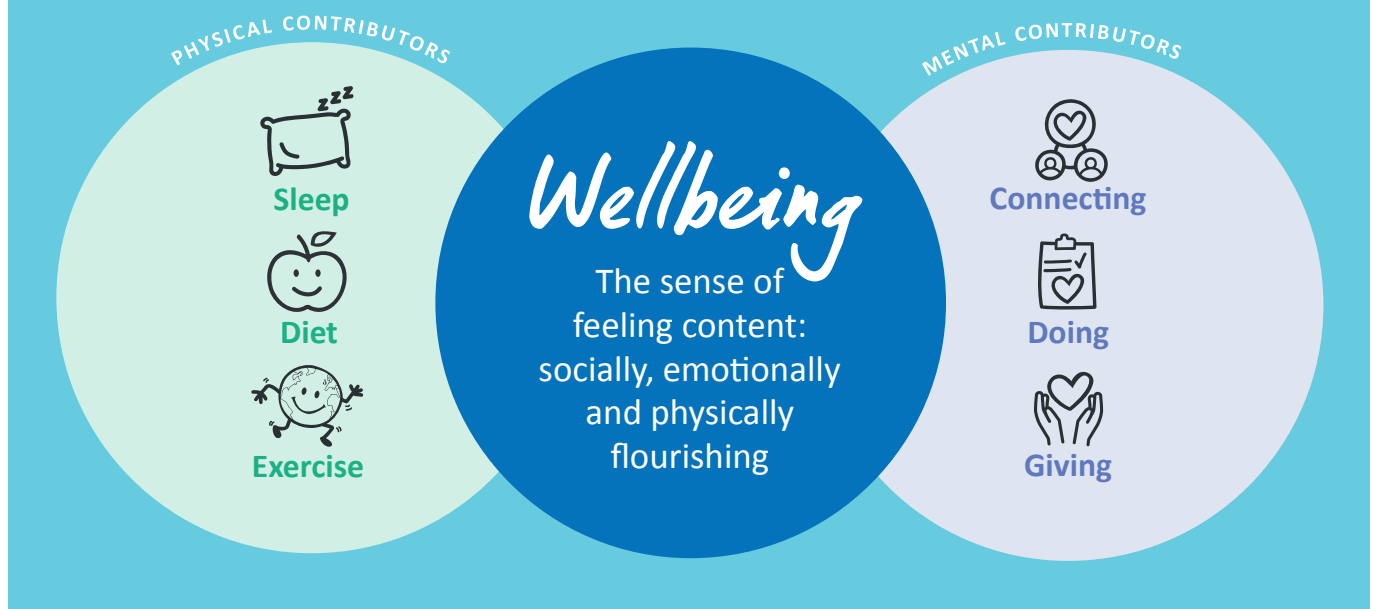 PHYSICAL CONTRIBUTORS
zzz
Sleep
Diet
Exercise
Wellbeing
The sense of
feeling content:
socially, emotionally
and physically
flourishing
MENTAL CONTRIBUTORS
Connecting
Doing
Giving